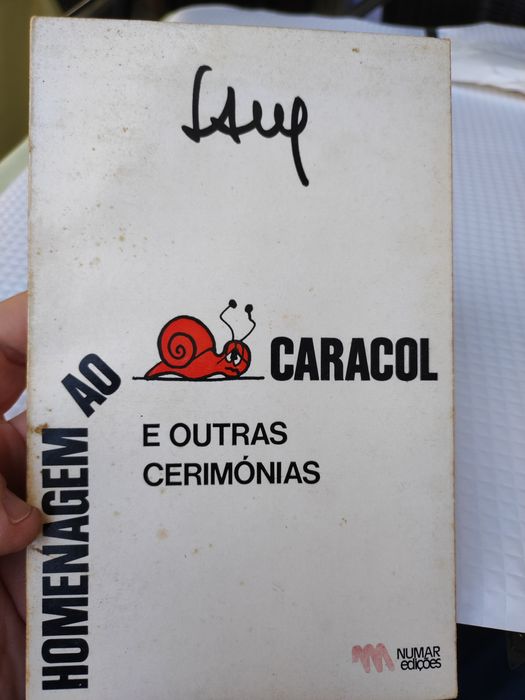 HOMENAGEM
AO
CARACOL
E OUTRAS
CERIMÓNIAS
NUMAR
edições